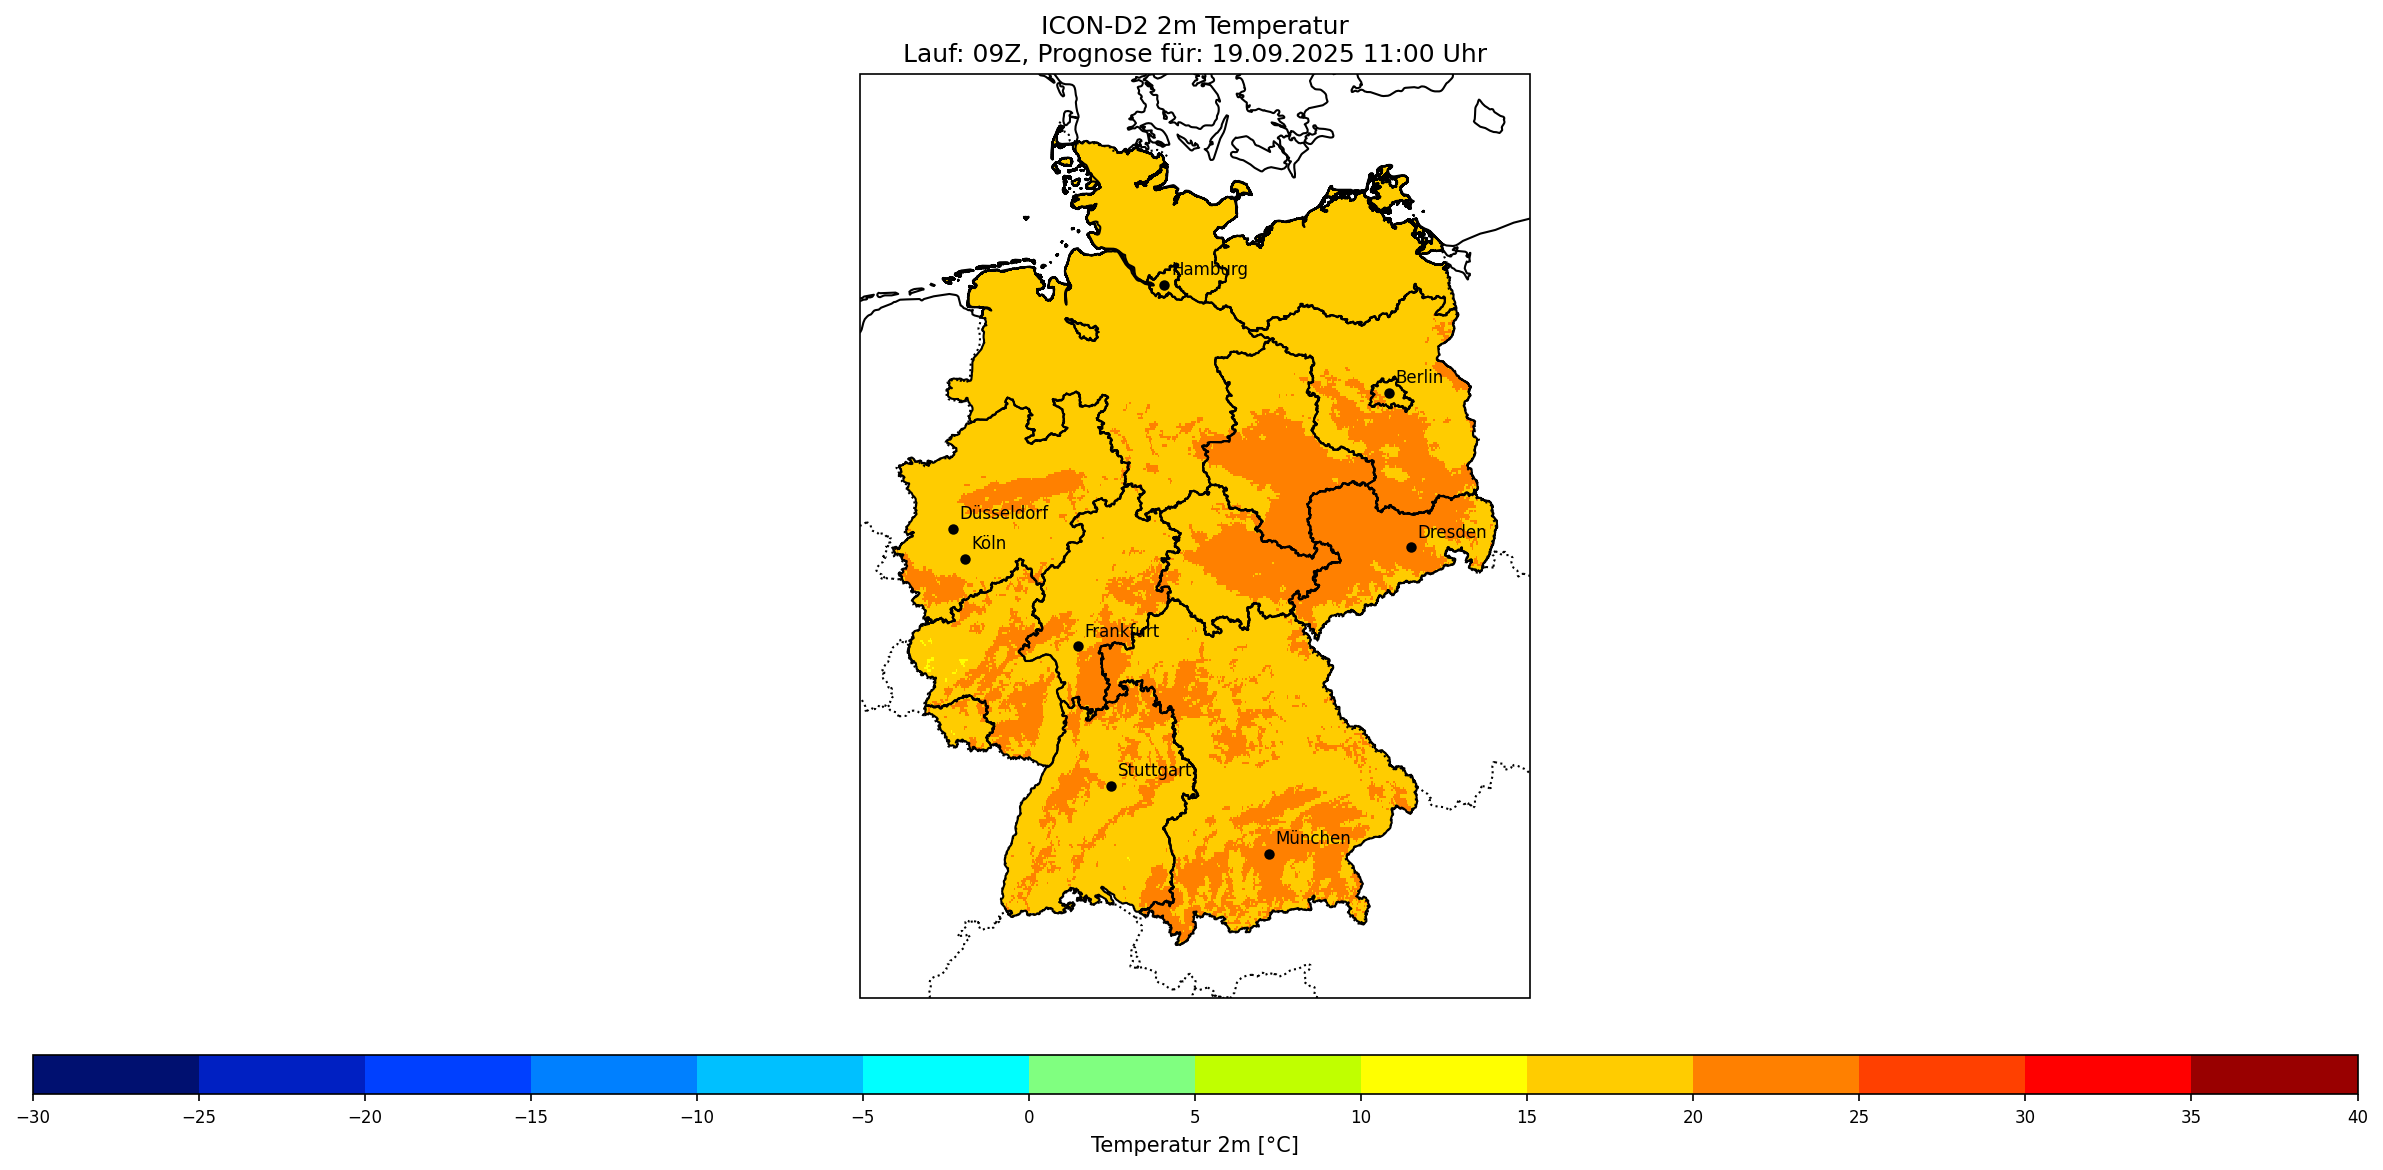 ICON-D2 2m Temperatur
Lauf: 09Z, Prognose für: 19.09.2025 11:00 Uhr
Hamburg
Berlin
Düsseldorf
Dresden
Köln
Frankfurt
Stuttgart
München
−30 −25 −20 −15 −10 −5 0 5 10 15 20 25 30 35 40
Temperatur 2m [°C]